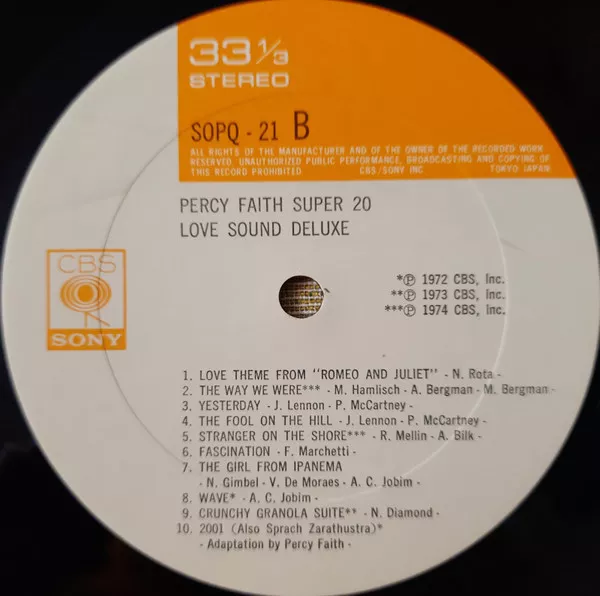 33 1/3
STEREO
SOPQ - 21 B
ALL RIGHTS OF THE MANUFACTURER AND OF THE OWNER OF THE RECORDED WORK
RESERVED. UNAUTHORIZED PUBLIC PERFORMANCE, BROADCASTING AND COPYING OF
THIS RECORD PROHIBITED CBS/SONY INC TOKYO JAPAN
PERCY FAITH SUPER 20
LOVE SOUND DELUXE
CBS
SONY
*Ⓟ 1972 CBS, Inc.
**Ⓟ 1973 CBS, Inc.
***Ⓟ 1974 CBS, Inc.
1. LOVE THEME FROM "ROMEO AND JULIET" - N. Rota -
2. THE WAY WE WERE*** - M. Hamlisch - A. Bergman - M. Bergman -
3. YESTERDAY - J. Lennon - P. McCartney -
4. THE FOOL ON THE HILL - J. Lennon - P. McCartney -
5. STRANGER ON THE SHORE*** - R. Mellin - A. Bilk -
6. FASCINATION - F. Marchetti -
7. THE GIRL FROM IPANEMA
- N. Gimbel - V. De Moraes - A. C. Jobim -
8. WAVE* - A. C. Jobim -
9. CRUNCHY GRANOLA SUITE** - N. Diamond -
10. 2001 (Also Sprach Zarathustra)*
- Adaptation by Percy Faith -